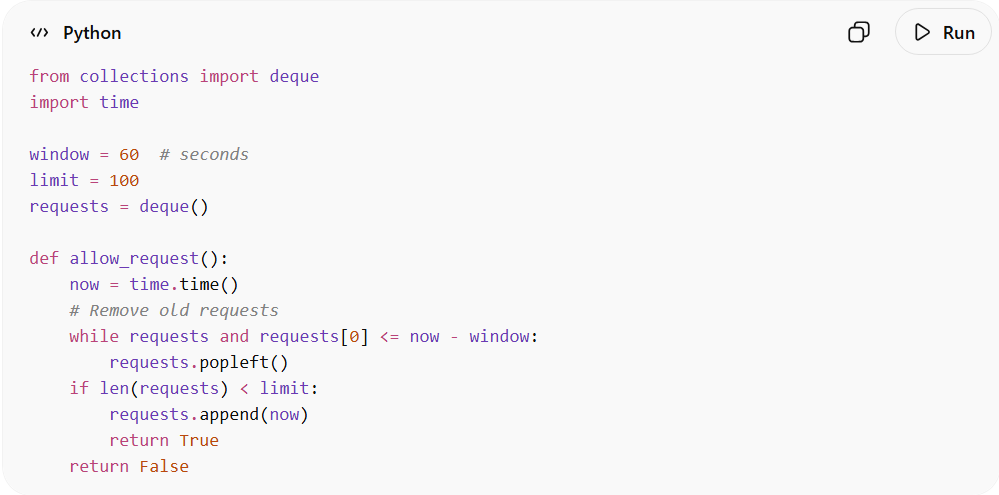 Python
Run
from collections import deque
import time
window = 60  # seconds
limit = 100
requests = deque()
def allow_request():
    now = time.time()
    # Remove old requests
    while requests and requests[0] <= now - window:
        requests.popleft()
    if len(requests) < limit:
        requests.append(now)
        return True
    return False